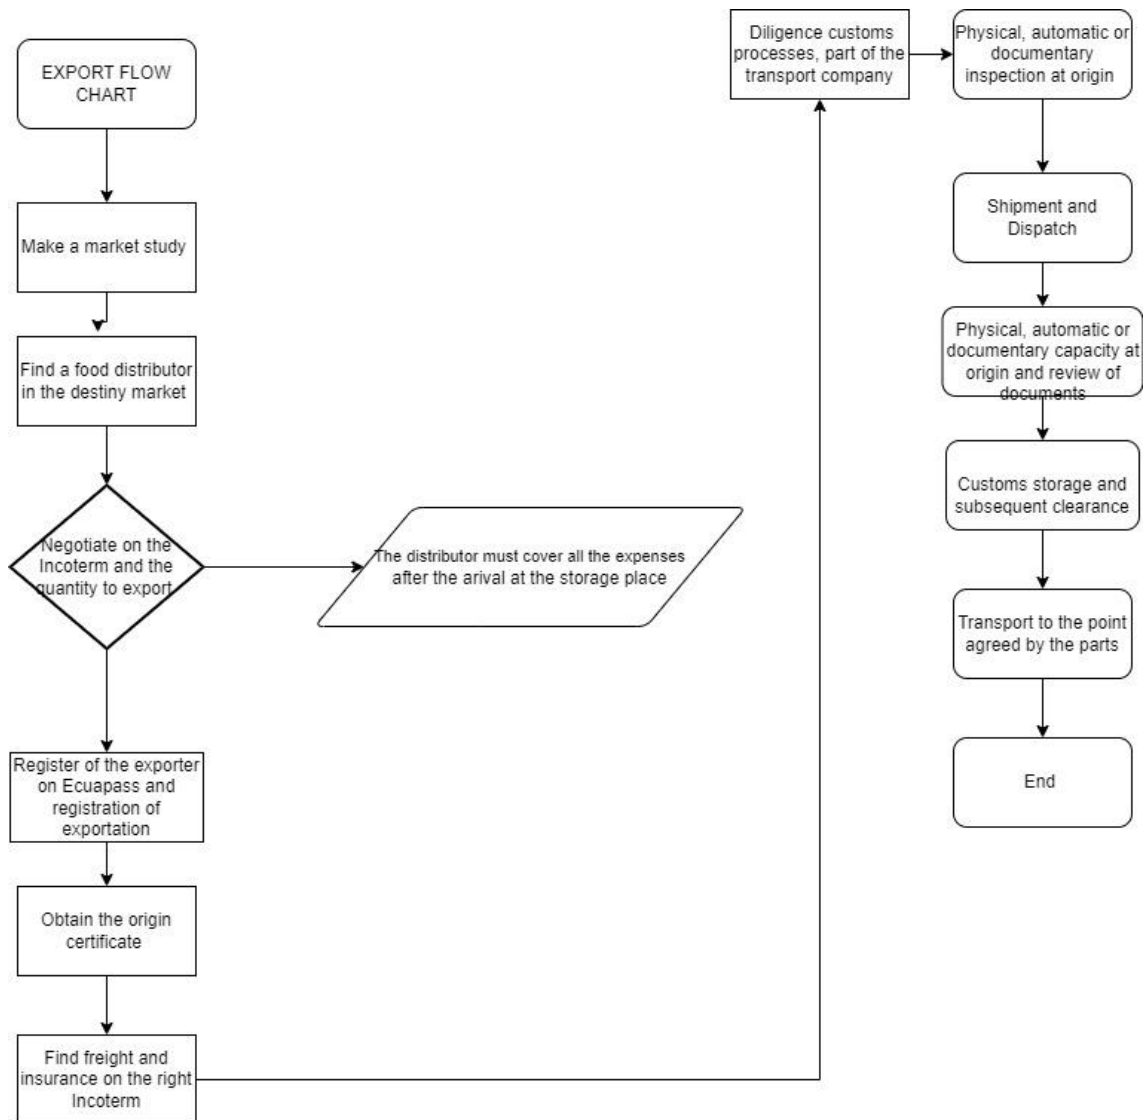 EXPORT FLOW
CHART
Make a market study
Find a food distributor
in the destiny market
Negotiate on the
Incoterm and the
quantity to export
The distributor must cover all the expenses
after the arival at the storage place
Register of the exporter
on Ecuapass and
registration of
exportation
Obtain the origin
certificate
Find freight and
insurance on the right
Incoterm
Diligence customs
processes, part of the
transport company
Physical, automatic or
documentary
inspection at origin
Shipment and
Dispatch
Physical, automatic or
documentary capacity at
origin and review of
documents
Customs storage and
subsequent clearance
Transport to the point
agreed by the parts
End